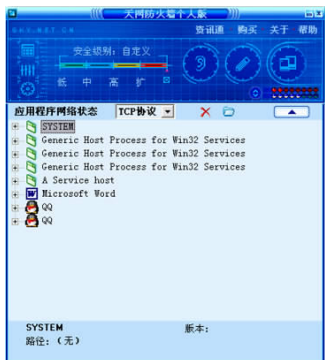 天网防火墙个人版
SKY.NET.CN
资讯通 购买 关于 帮助
安全级别: 自定义
低 中 高 扩
应用程序网络状态 TCP协议
SYSTEM
Generic Host Process for Win32 Services
Generic Host Process for Win32 Services
Generic Host Process for Win32 Services
A Service host
Microsoft Word
QQ
QQ
SYSTEM 版本:
路径: (无)